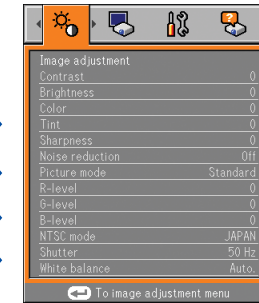 Image adjustment
Contrast 0
Brightness 0
Color 0
Tint 0
Sharpness 0
Noise reduction Off
Picture mode Standard
R-level 0
G-level 0
B-level 0
NTSC mode JAPAN
Shutter 50 Hz
White balance Auto.
To image adjustment menu